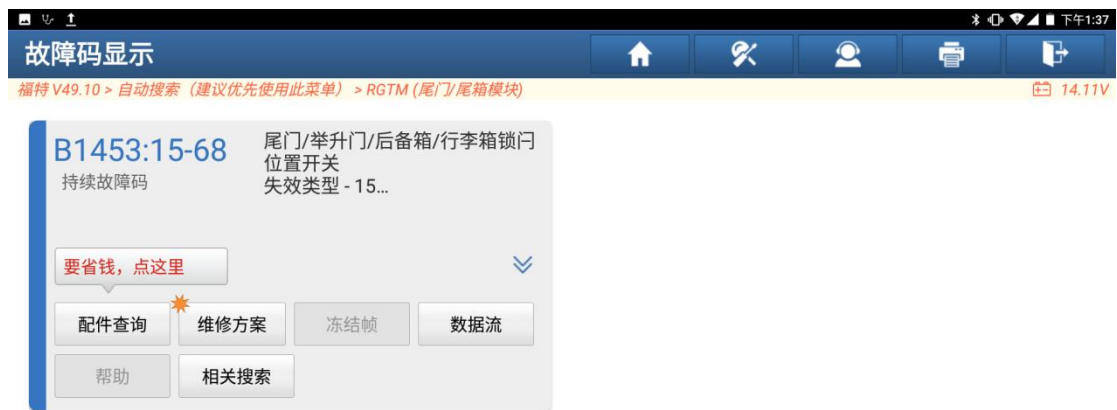 下午1:37
故障码显示
福特 V49.10 > 自动搜索（建议优先使用此菜单） > RGTM (尾门/尾箱模块)
14.11V
B1453:15-68
持续故障码
尾门/举升门/后备箱/行李箱锁闩
位置开关
失效类型 - 15...
要省钱，点这里
配件查询
维修方案
冻结帧
数据流
帮助
相关搜索